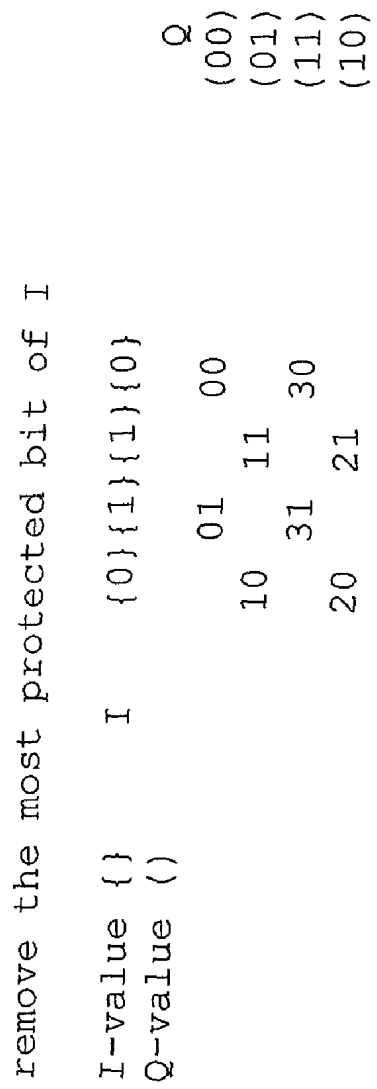 remove the most protected bit of I
I-value {} I {0}{1}{1}{0}
Q-value () Q
01 00 (00)
10 11 (01)
31 30 (11)
20 21 (10)